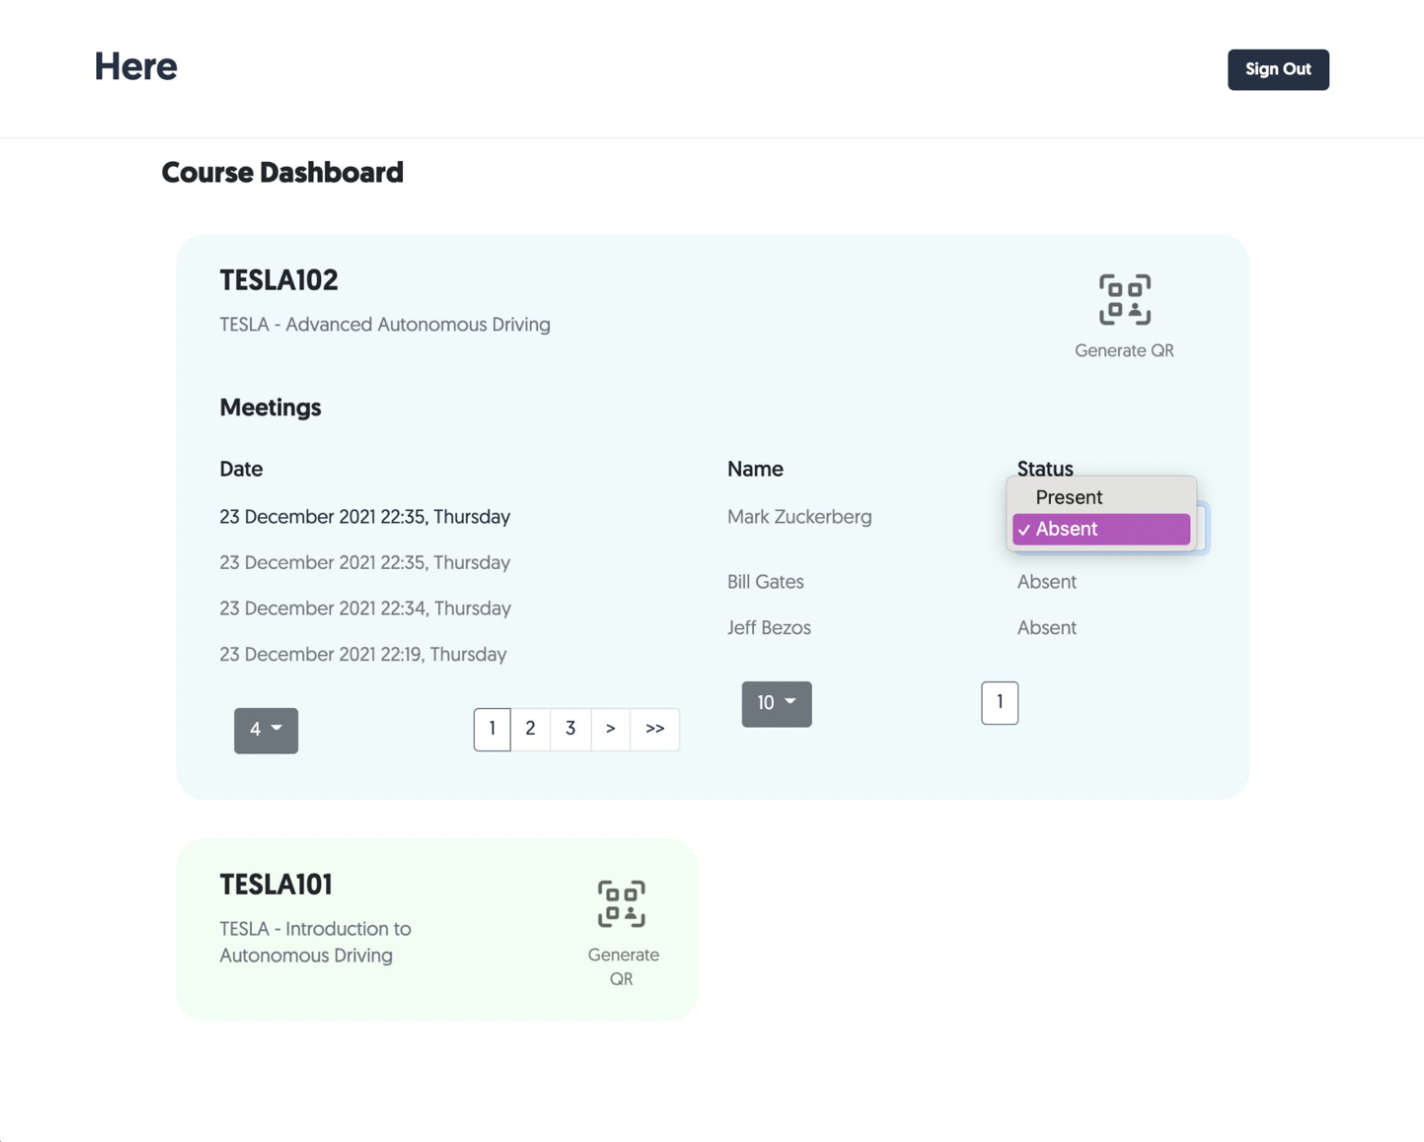 Here
Sign Out
Course Dashboard
TESLA102
TESLA - Advanced Autonomous Driving
Generate QR
Meetings
Date
23 December 2021 22:35, Thursday
23 December 2021 22:35, Thursday
23 December 2021 22:34, Thursday
23 December 2021 22:19, Thursday
4
1 2 3 > >>
Name Status
Mark Zuckerberg
Present
✓ Absent
Bill Gates Absent
Jeff Bezos Absent
10
1
TESLA101
TESLA - Introduction to
Autonomous Driving
Generate
QR